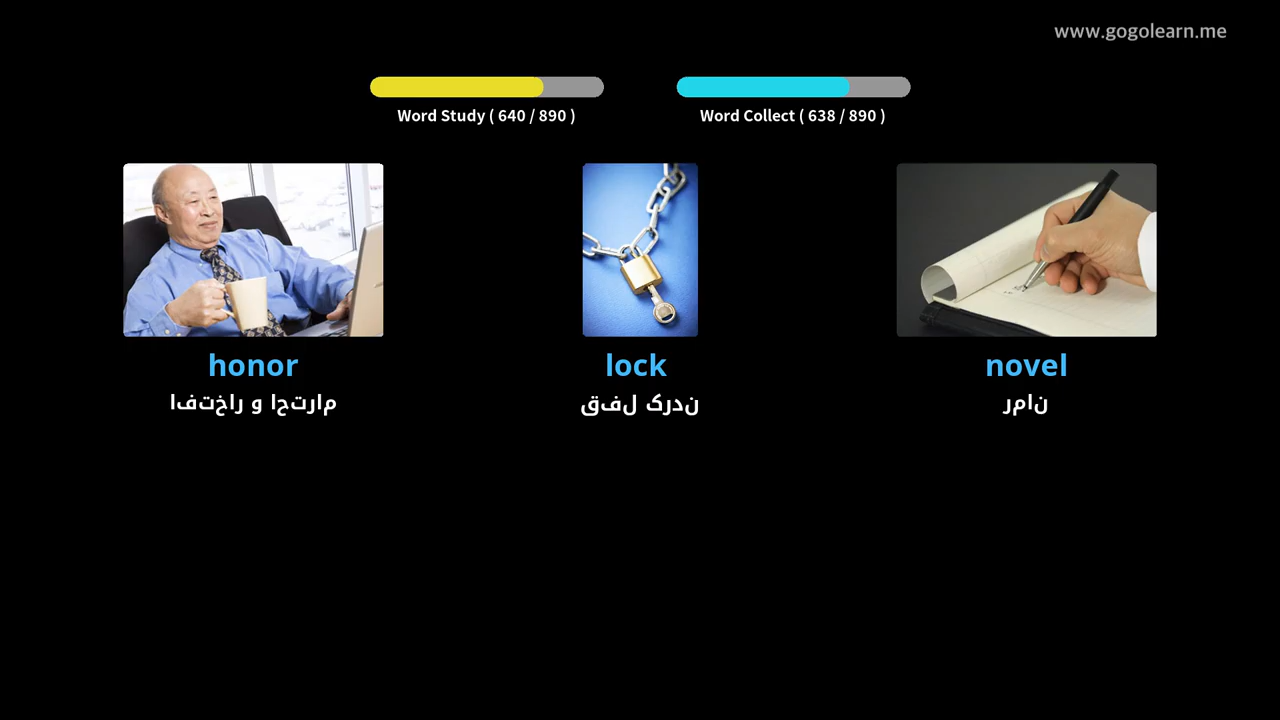 www.gogolearn.me
Word Study ( 640 / 890 )
Word Collect ( 638 / 890 )
honor
افتخار و احترام
lock
قفل کردن
novel
رمان